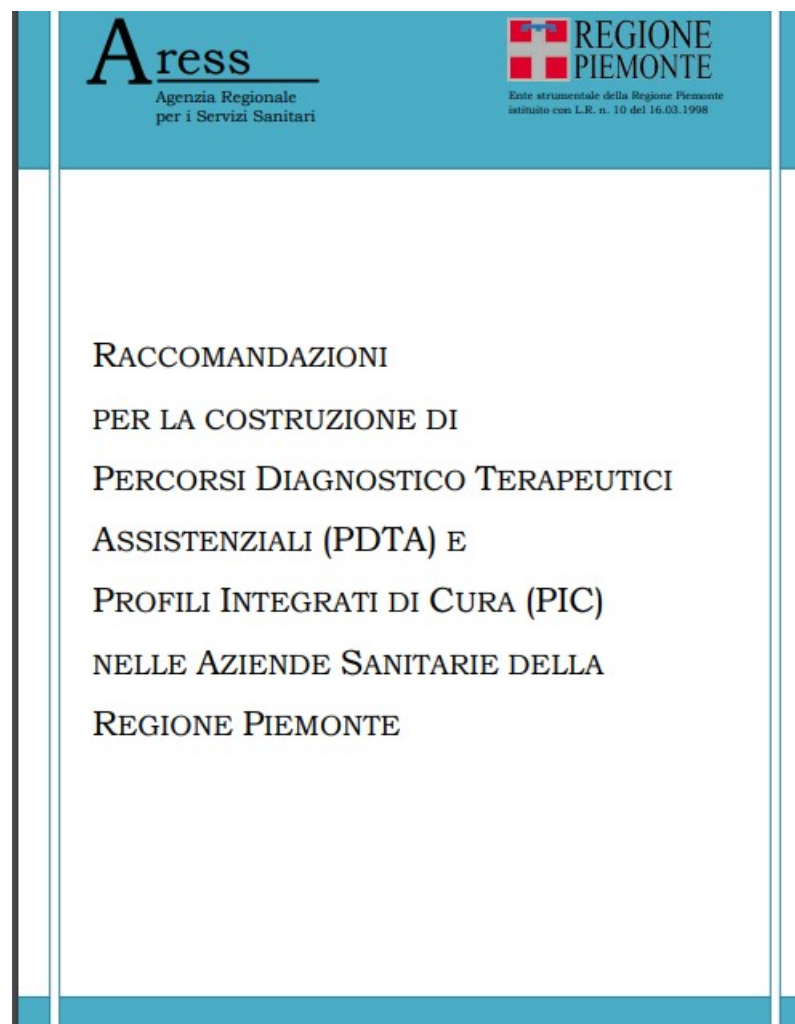 Aress
Agenzia Regionale
per i Servizi Sanitari
REGIONE
PIEMONTE
Ente strumentale della Regione Piemonte
istituito con L.R. n. 10 del 16.03.1998
RACCOMANDAZIONI
PER LA COSTRUZIONE DI
PERCORSI DIAGNOSTICO TERAPEUTICI
ASSISTENZIALI (PDTA) E
PROFILI INTEGRATI DI CURA (PIC)
NELLE AZIENDE SANITARIE DELLA
REGIONE PIEMONTE